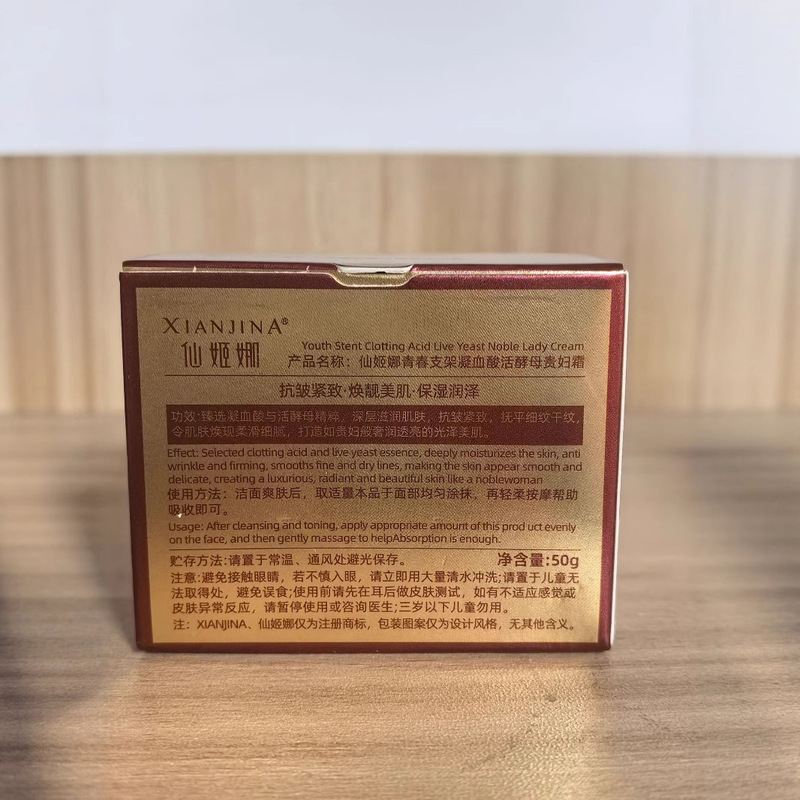 XIANJINA®
仙姬娜
Youth Stent Clotting Acid Live Yeast Noble Lady Cream
产品名称：仙姬娜青春支架凝血酸活酵母贵妇霜
抗皱紧致·焕靓美肌·保湿润泽
功效:臻选凝血酸与活酵母精粹，深层滋润肌肤，抗皱紧致，抚平细纹干纹，
令肌肤焕现柔滑细腻，打造如贵妇般奢润透亮的光泽美肌。
Effect: Selected clotting acid and live yeast essence, deeply moisturizes the skin, anti
wrinkle and firming, smooths fine and dry lines, making the skin appear smooth and
delicate, creating a luxurious, radiant and beautiful skin like a noblewoman
使用方法：洁面爽肤后，取适量本品于面部均匀涂抹，再轻柔按摩帮助
吸收即可。
Usage: After cleansing and toning, apply appropriate amount of this prod uct evenly
on the face, and then gently massage to helpAbsorption is enough.
贮存方法:请置于常温、通风处避光保存。 净含量:50g
注意:避免接触眼睛，若不慎入眼，请立即用大量清水冲洗;请置于儿童无
法取得处，避免误食;使用前请先在耳后做皮肤测试，如有不适应感觉或
皮肤异常反应，请暂停使用或咨询医生;三岁以下儿童勿用。
注：XIANJINA、仙姬娜仅为注册商标，包装图案仅为设计风格，无其他含义。